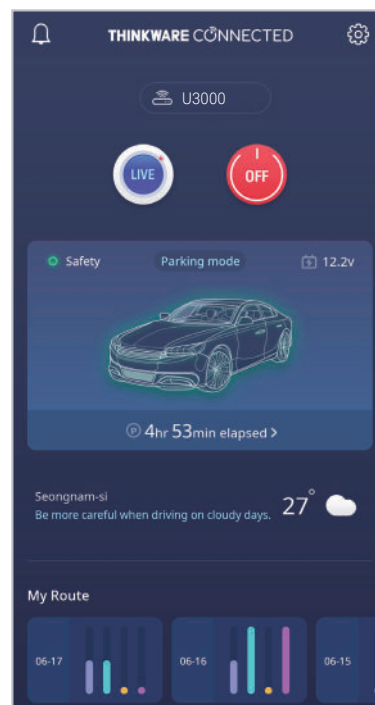 THINKWARE CONNECTED
U3000
LIVE
OFF
Safety
Parking mode
12.2v
P 4hr 53min elapsed >
Seongnam-si
Be more careful when driving on cloudy days.
27°
My Route
06-17
06-16
06-15